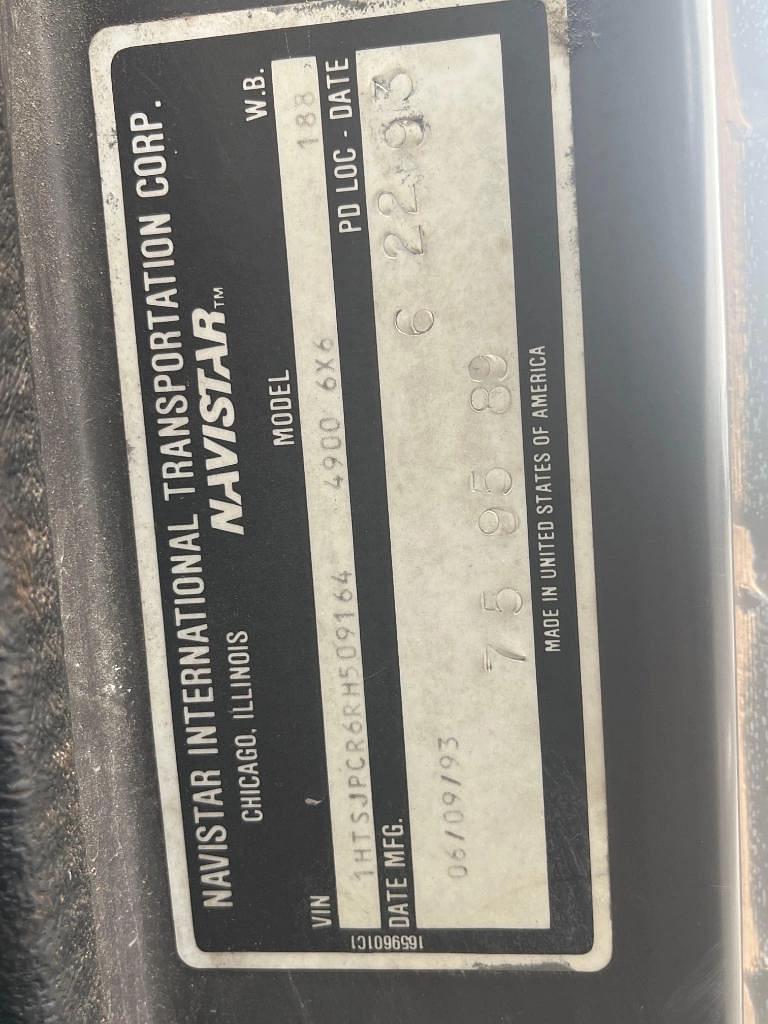 NAVISTAR INTERNATIONAL TRANSPORTATION CORP.
CHICAGO, ILLINOIS NAVISTAR™
VIN MODEL W.B.
1HTSJPCR6RH509164 4900 6X6 188
DATE MFG. PD LOC - DATE
06/09/93 6 22 93
75 95 89
MADE IN UNITED STATES OF AMERICA
1659601C1